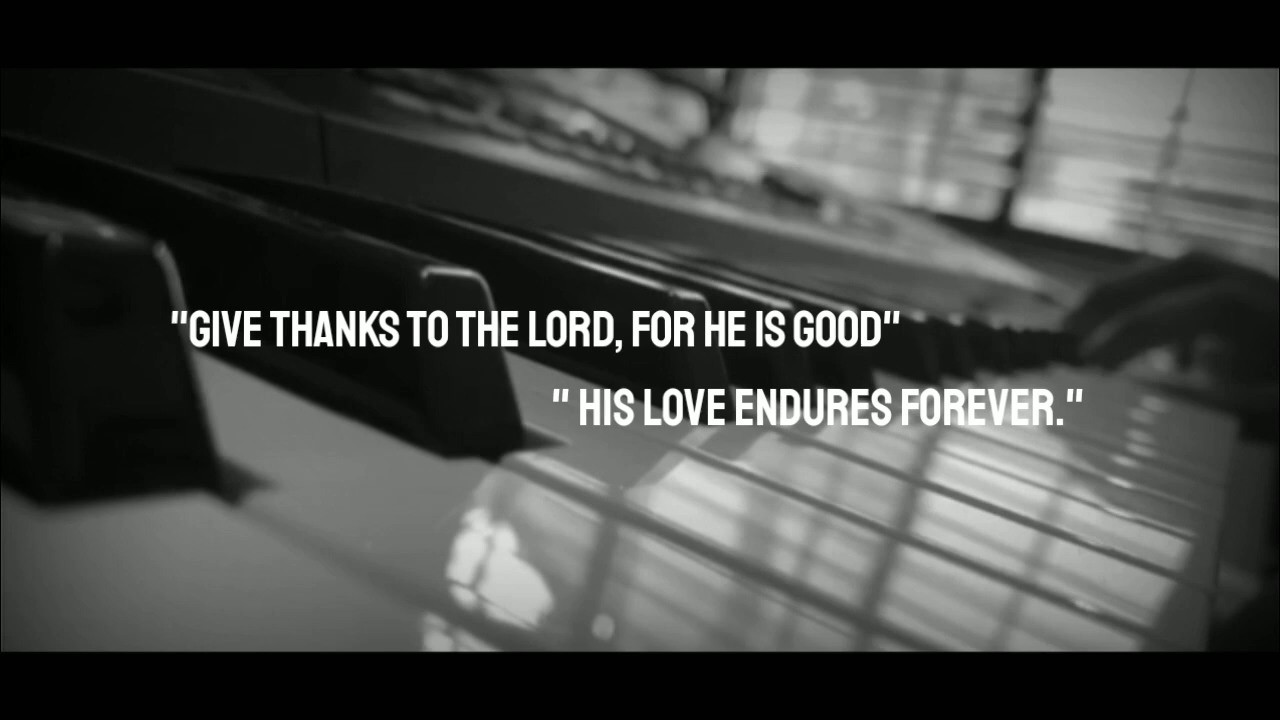 "GIVE THANKS TO THE LORD, FOR HE IS GOOD"
" HIS LOVE ENDURES FOREVER."